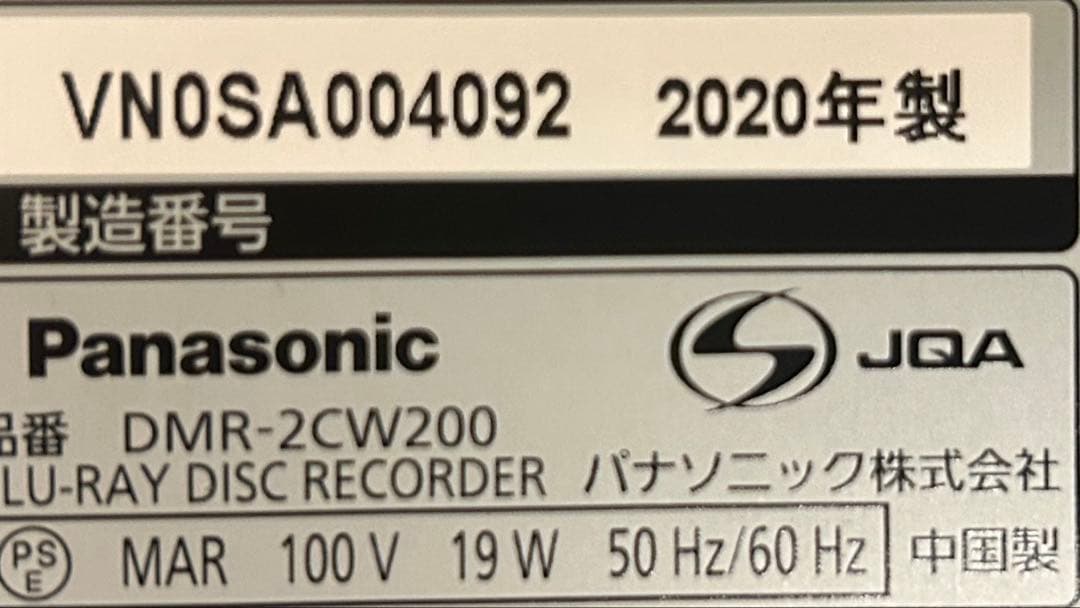 VN0SA004092 2020年製
製造番号
Panasonic JQA
品番 DMR-2CW200
LU-RAY DISC RECORDER パナソニック株式会社
PSE MAR 100 V 19 W 50 Hz/60 Hz 中国製